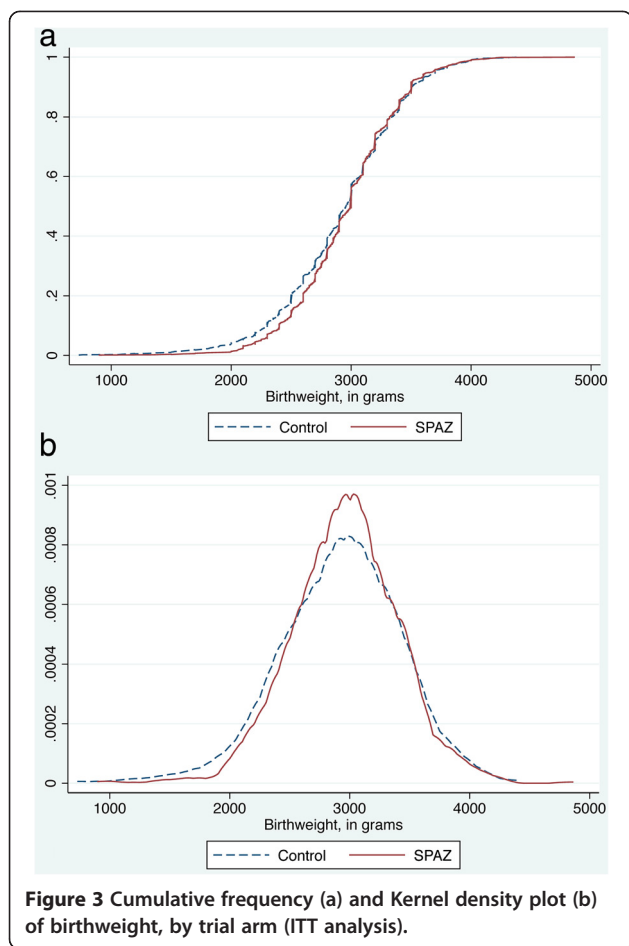 a
1
.8
.6
.4
.2
0
1000 2000 3000 4000 5000
Birthweight, in grams
Control SPAZ
b
.001
.0008
.0006
.0004
.0002
0
1000 2000 3000 4000 5000
Birthweight, in grams
Control SPAZ
Figure 3 Cumulative frequency (a) and Kernel density plot (b)
of birthweight, by trial arm (ITT analysis).